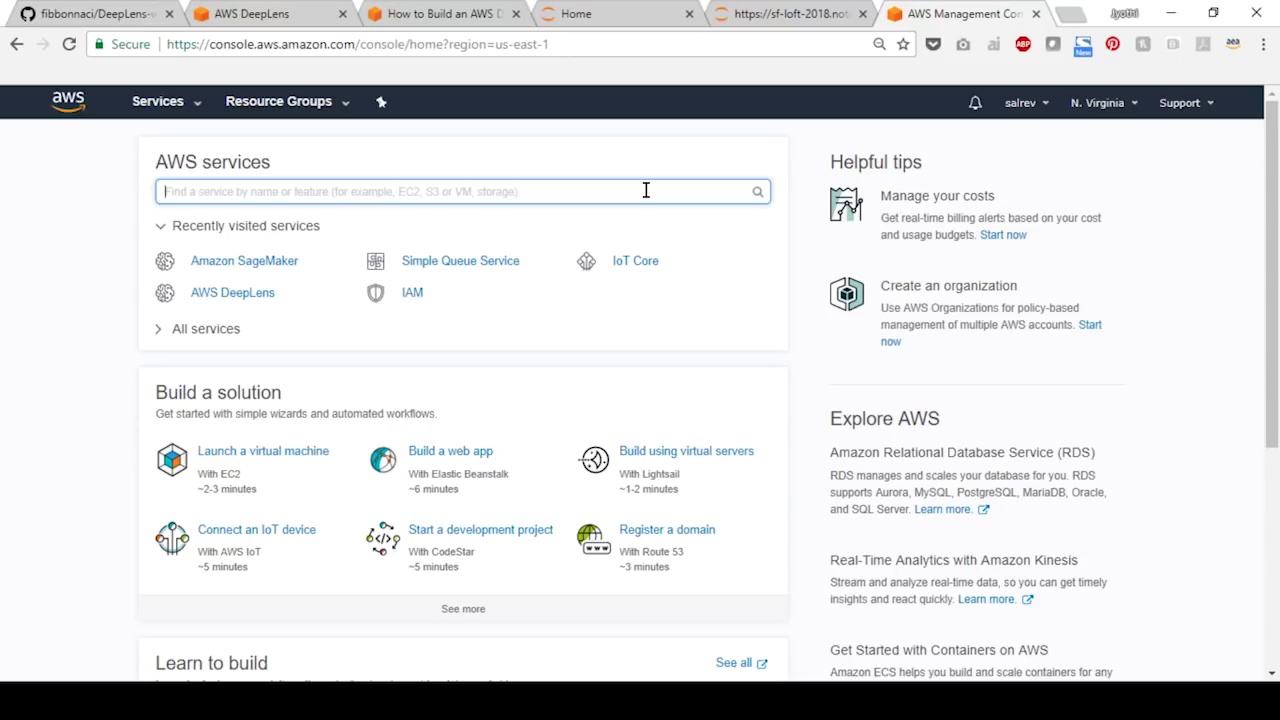 fibbonnaci/DeepLens-w
AWS DeepLens
How to Build an AWS D
Home
https://sf-loft-2018.not
AWS Management Con
Jyothi
Secure
https://console.aws.amazon.com/console/home?region=us-east-1
ai
ABP
New
aea
aws
Services
Resource Groups
salrev
N. Virginia
Support
AWS services
Find a service by name or feature (for example, EC2, S3 or VM, storage).
Recently visited services
Amazon SageMaker
Simple Queue Service
IoT Core
AWS DeepLens
IAM
All services
Build a solution
Get started with simple wizards and automated workflows.
Launch a virtual machine
With EC2
~2-3 minutes
Build a web app
With Elastic Beanstalk
~6 minutes
Build using virtual servers
With Lightsail
~1-2 minutes
Connect an IoT device
With AWS IoT
~5 minutes
Start a development project
With CodeStar
~5 minutes
Register a domain
With Route 53
~3 minutes
See more
Learn to build
See all
Helpful tips
Manage your costs
Get real-time billing alerts based on your cost
and usage budgets. Start now
Create an organization
Use AWS Organizations for policy-based
management of multiple AWS accounts. Start
now
Explore AWS
Amazon Relational Database Service (RDS)
RDS manages and scales your database for you. RDS
supports Aurora, MySQL, PostgreSQL, MariaDB, Oracle,
and SQL Server. Learn more.
Real-Time Analytics with Amazon Kinesis
Stream and analyze real-time data, so you can get timely
insights and react quickly. Learn more.
Get Started with Containers on AWS
Amazon ECS helps you build and scale containers for any